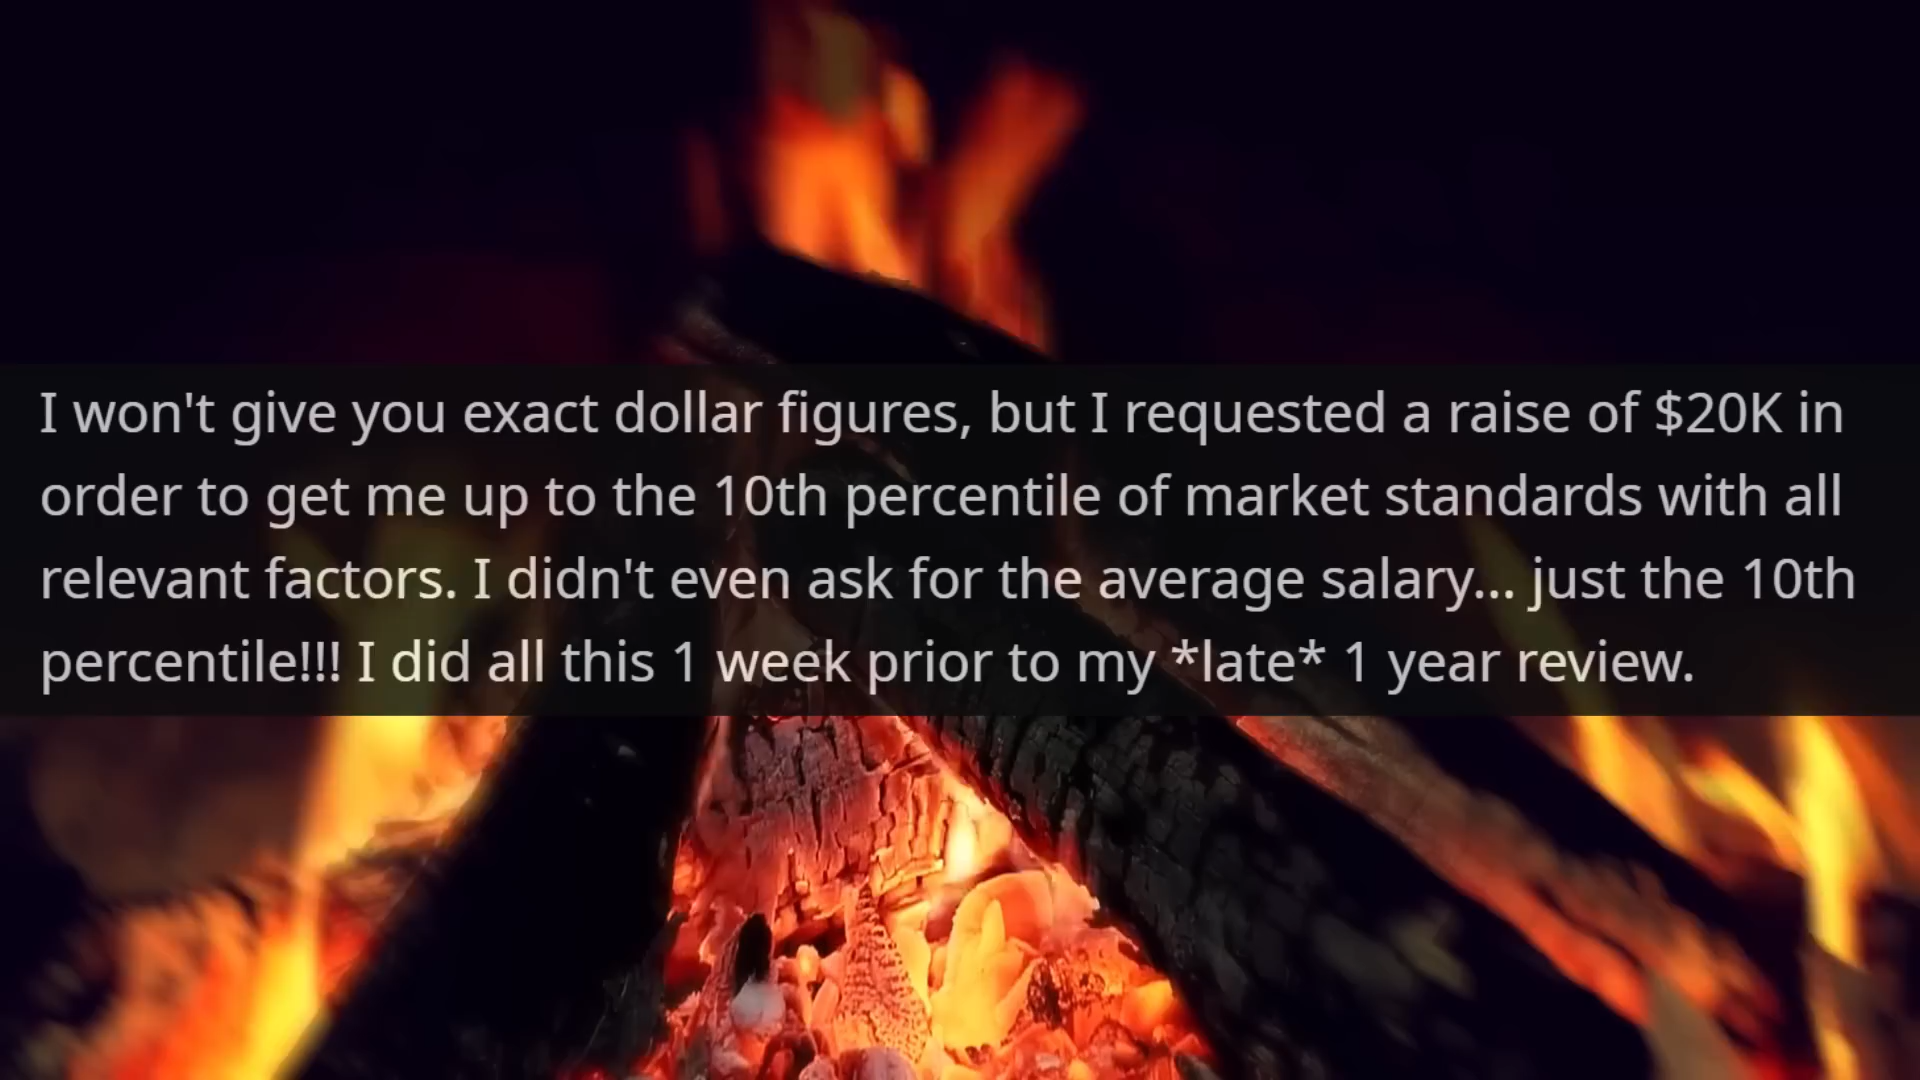 I won't give you exact dollar figures, but I requested a raise of $20K in
order to get me up to the 10th percentile of market standards with all
relevant factors. I didn't even ask for the average salary... just the 10th
percentile!!! I did all this 1 week prior to my *late* 1 year review.